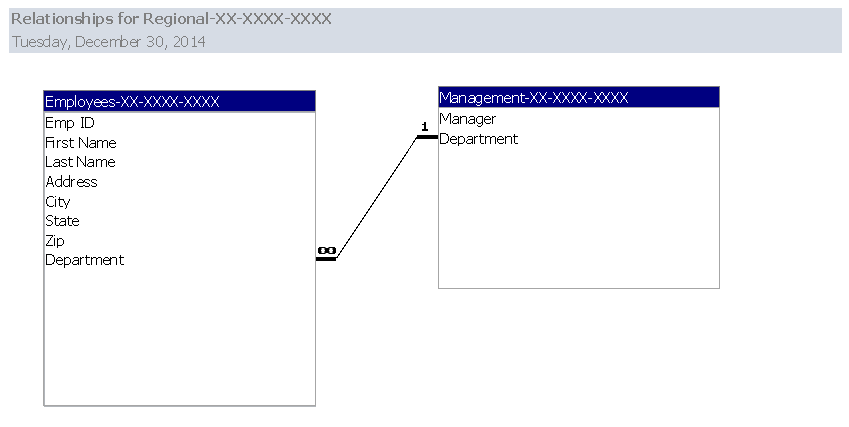 Relationships for Regional-XX-XXXX-XXXX
Tuesday, December 30, 2014
Employees-XX-XXXX-XXXX
Emp ID
First Name
Last Name
Address
City
State
Zip
Department
∞
1
Management-XX-XXXX-XXXX
Manager
Department